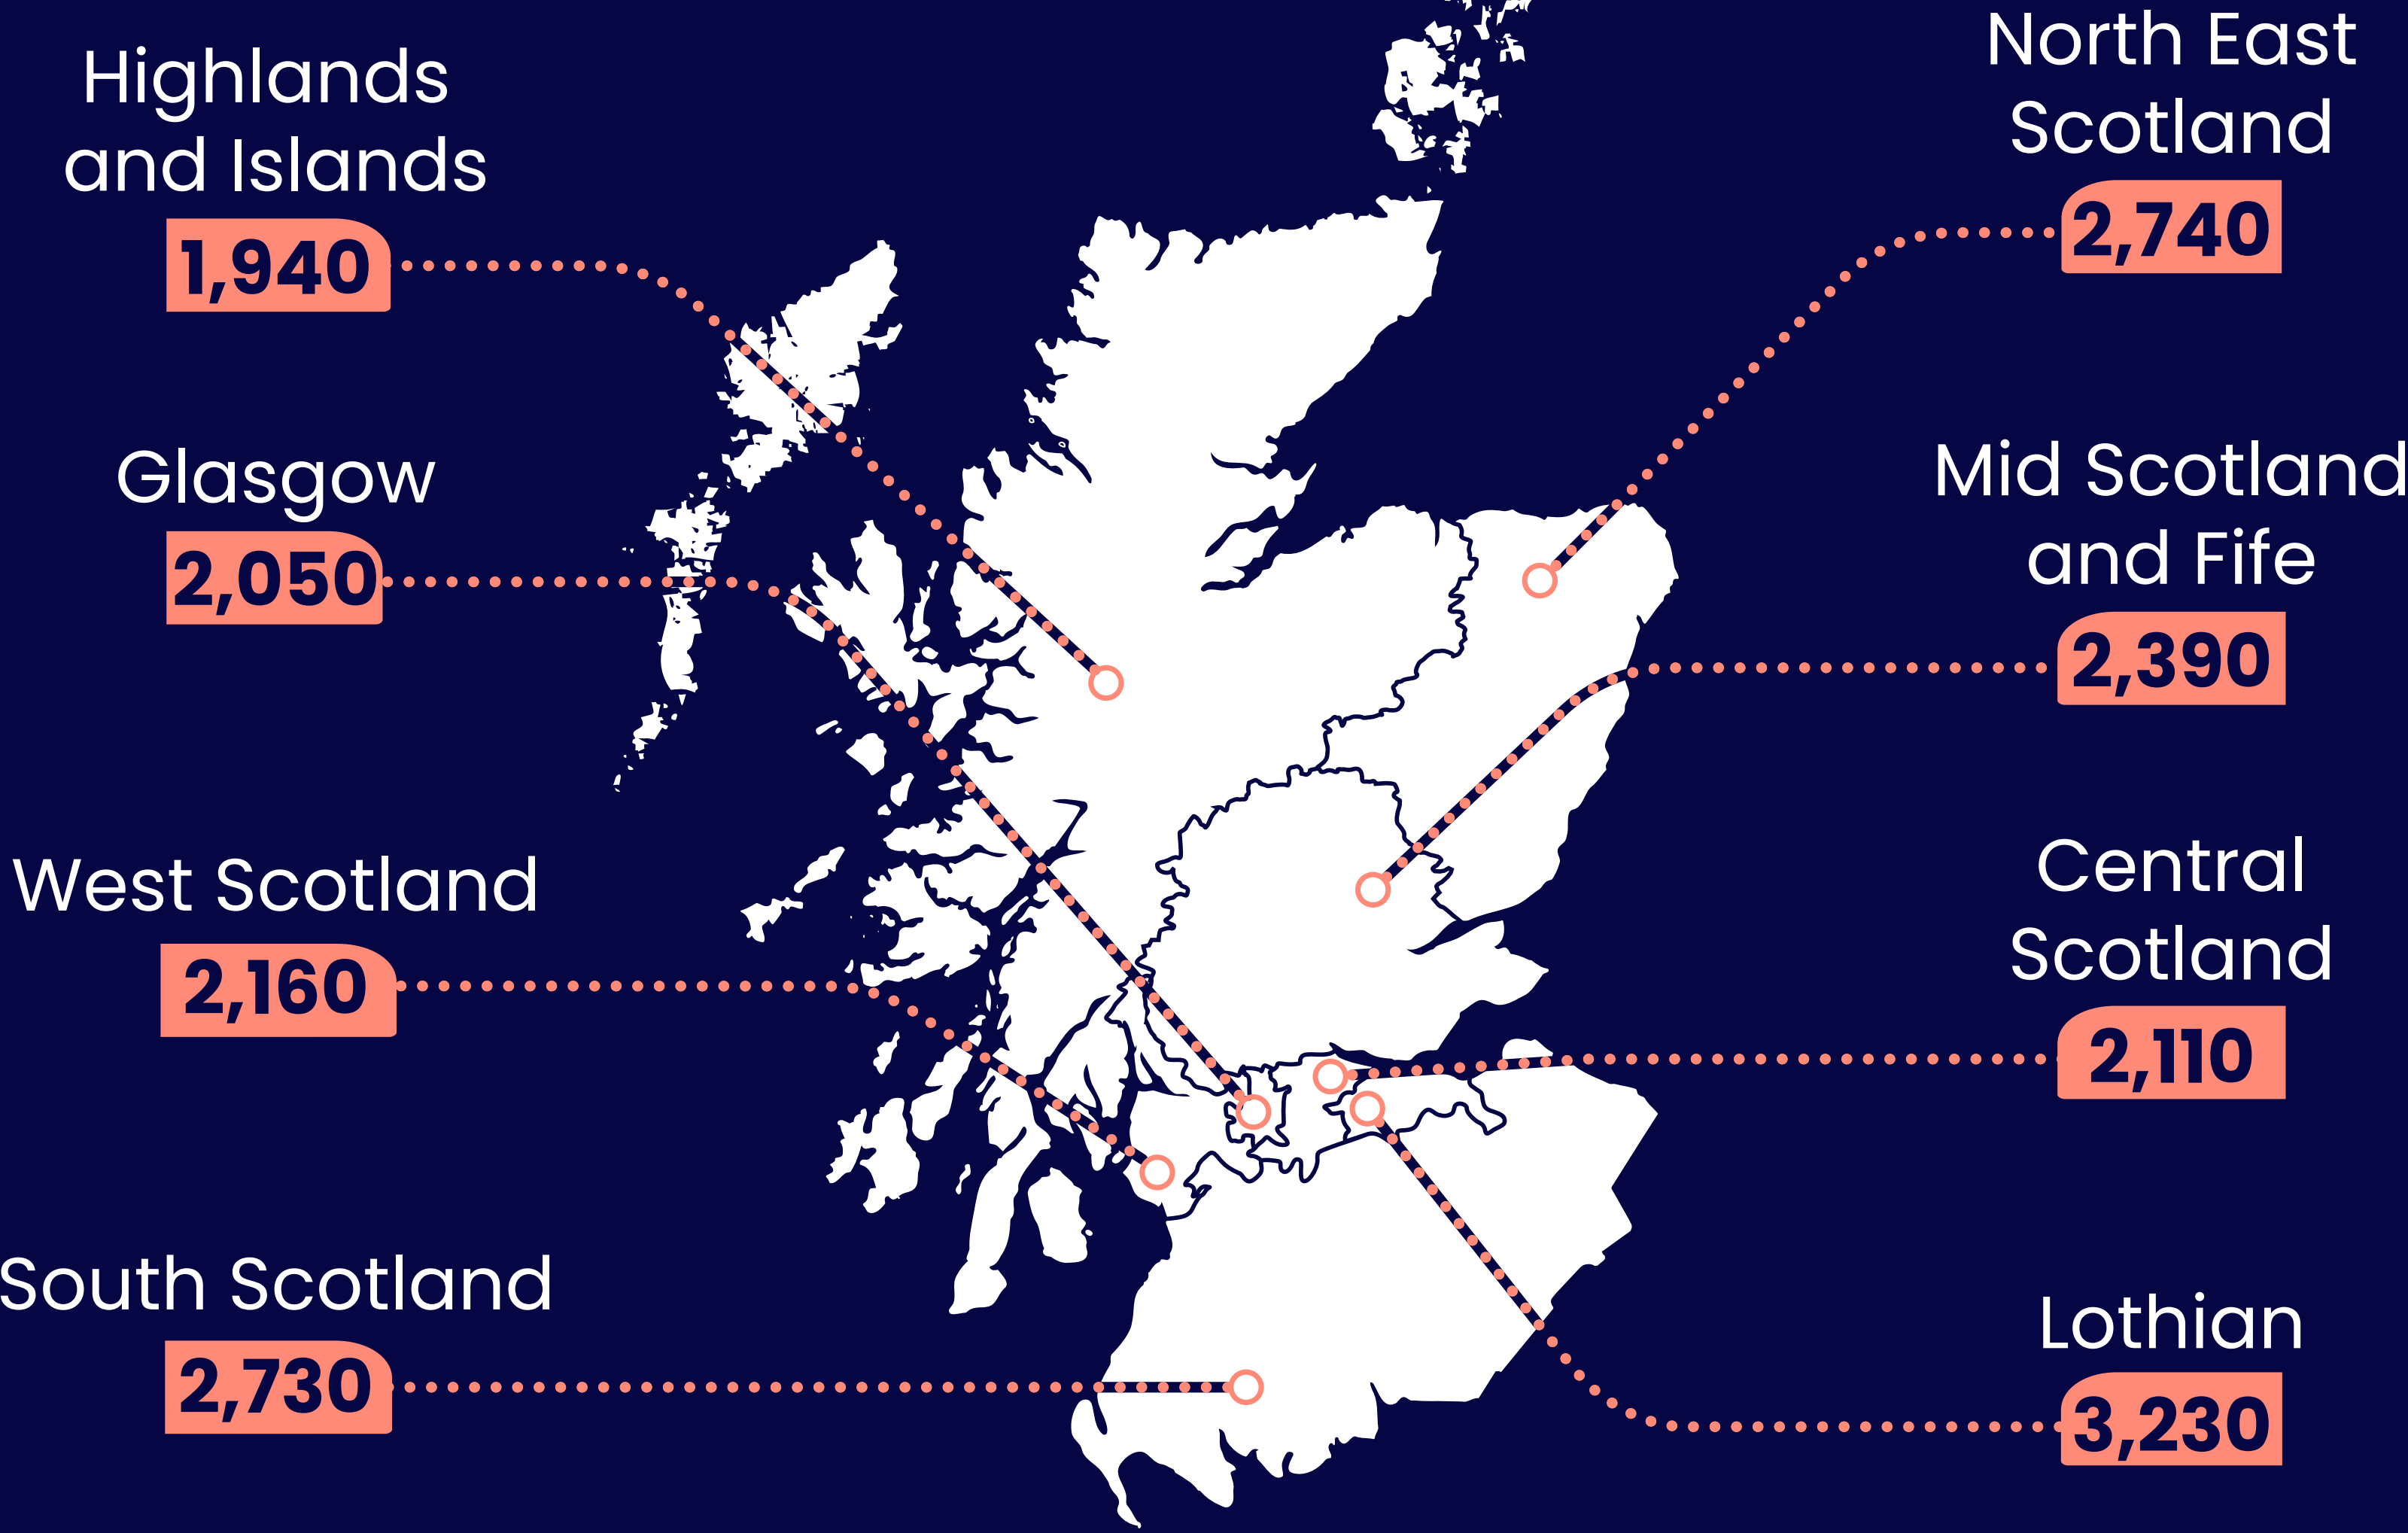 Highlands
and Islands
1,940
Glasgow
2,050
West Scotland
2,160
South Scotland
2,730
North East
Scotland
2,740
Mid Scotland
and Fife
2,390
Central
Scotland
2,110
Lothian
3,230